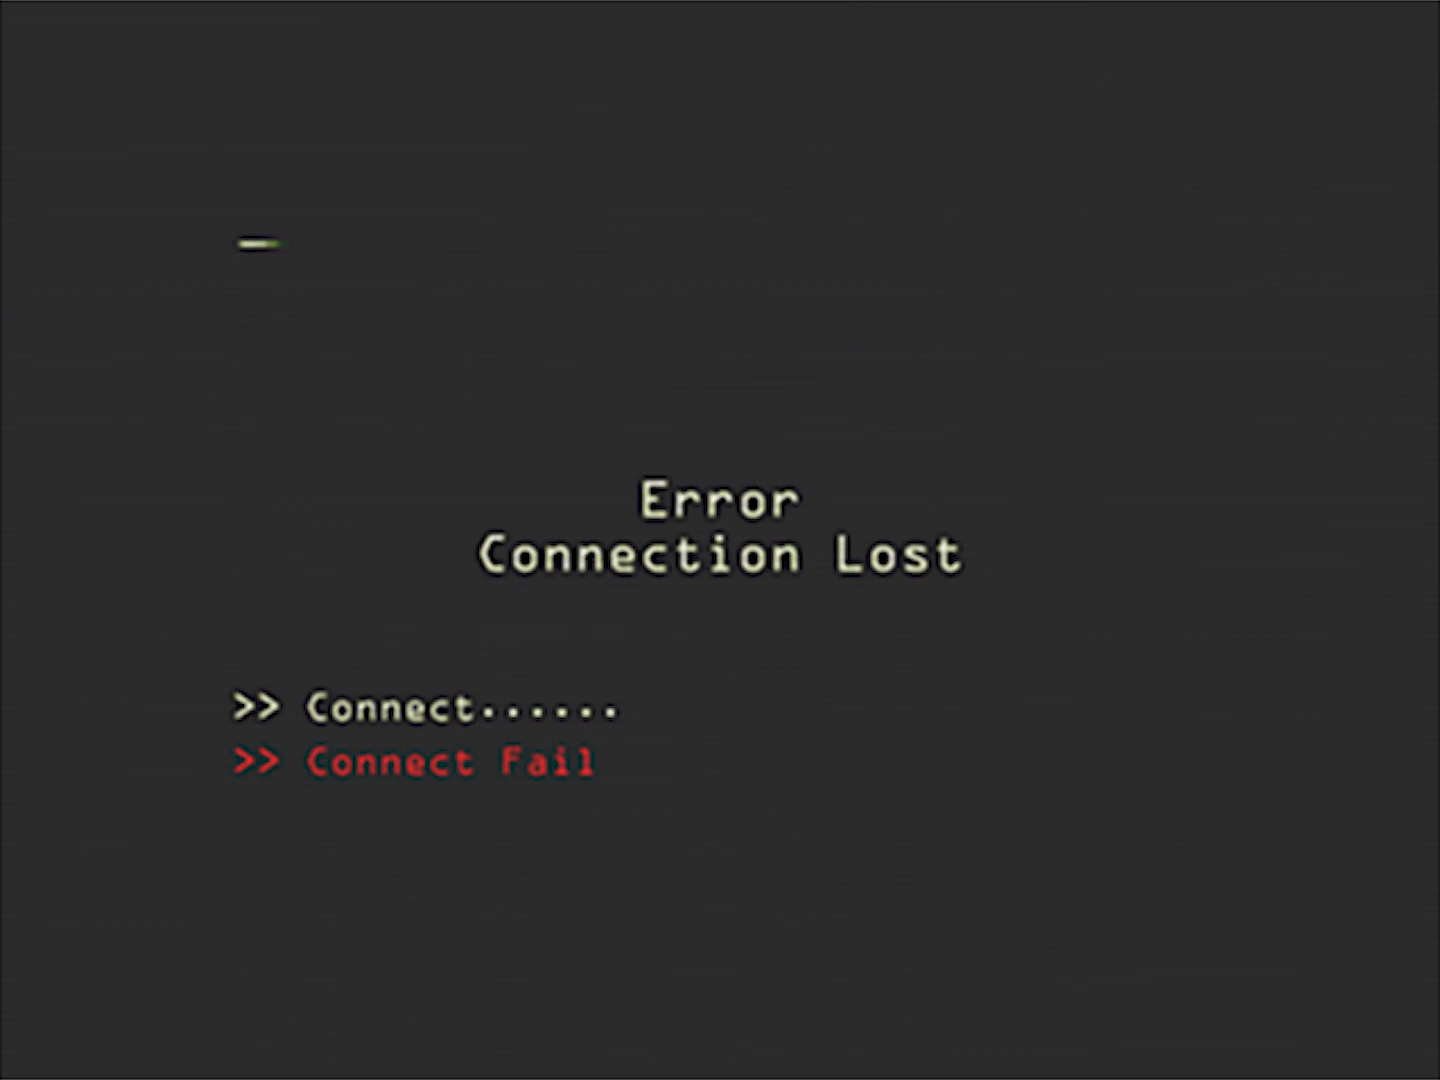 Error
Connection Lost
>> Connect......
>> Connect Fail